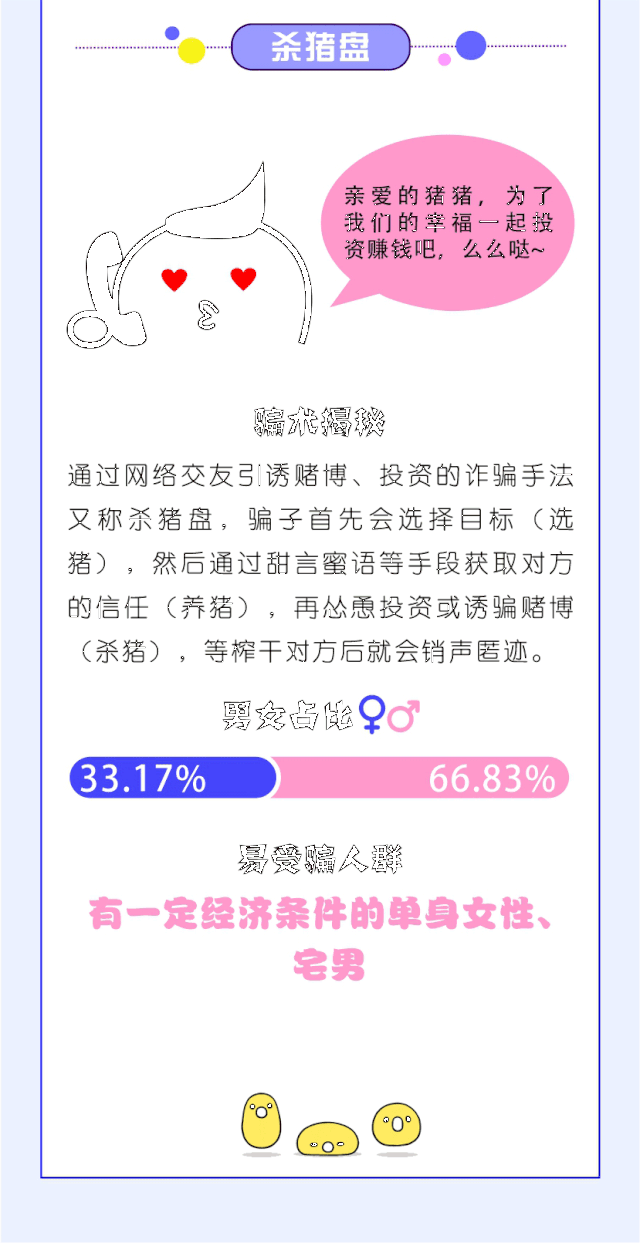 杀猪盘
亲爱的猪猪，为了
我们的幸福一起投
资赚钱吧，么么哒~
骗术揭秘
通过网络交友引诱赌博、投资的诈骗手法
又称杀猪盘，骗子首先会选择目标（选
猪），然后通过甜言蜜语等手段获取对方
的信任（养猪），再怂恿投资或诱骗赌博
（杀猪），等榨干对方后就会销声匿迹。
男女占比♀♂
33.17% 66.83%
易受骗人群
有一定经济条件的单身女性、
宅男